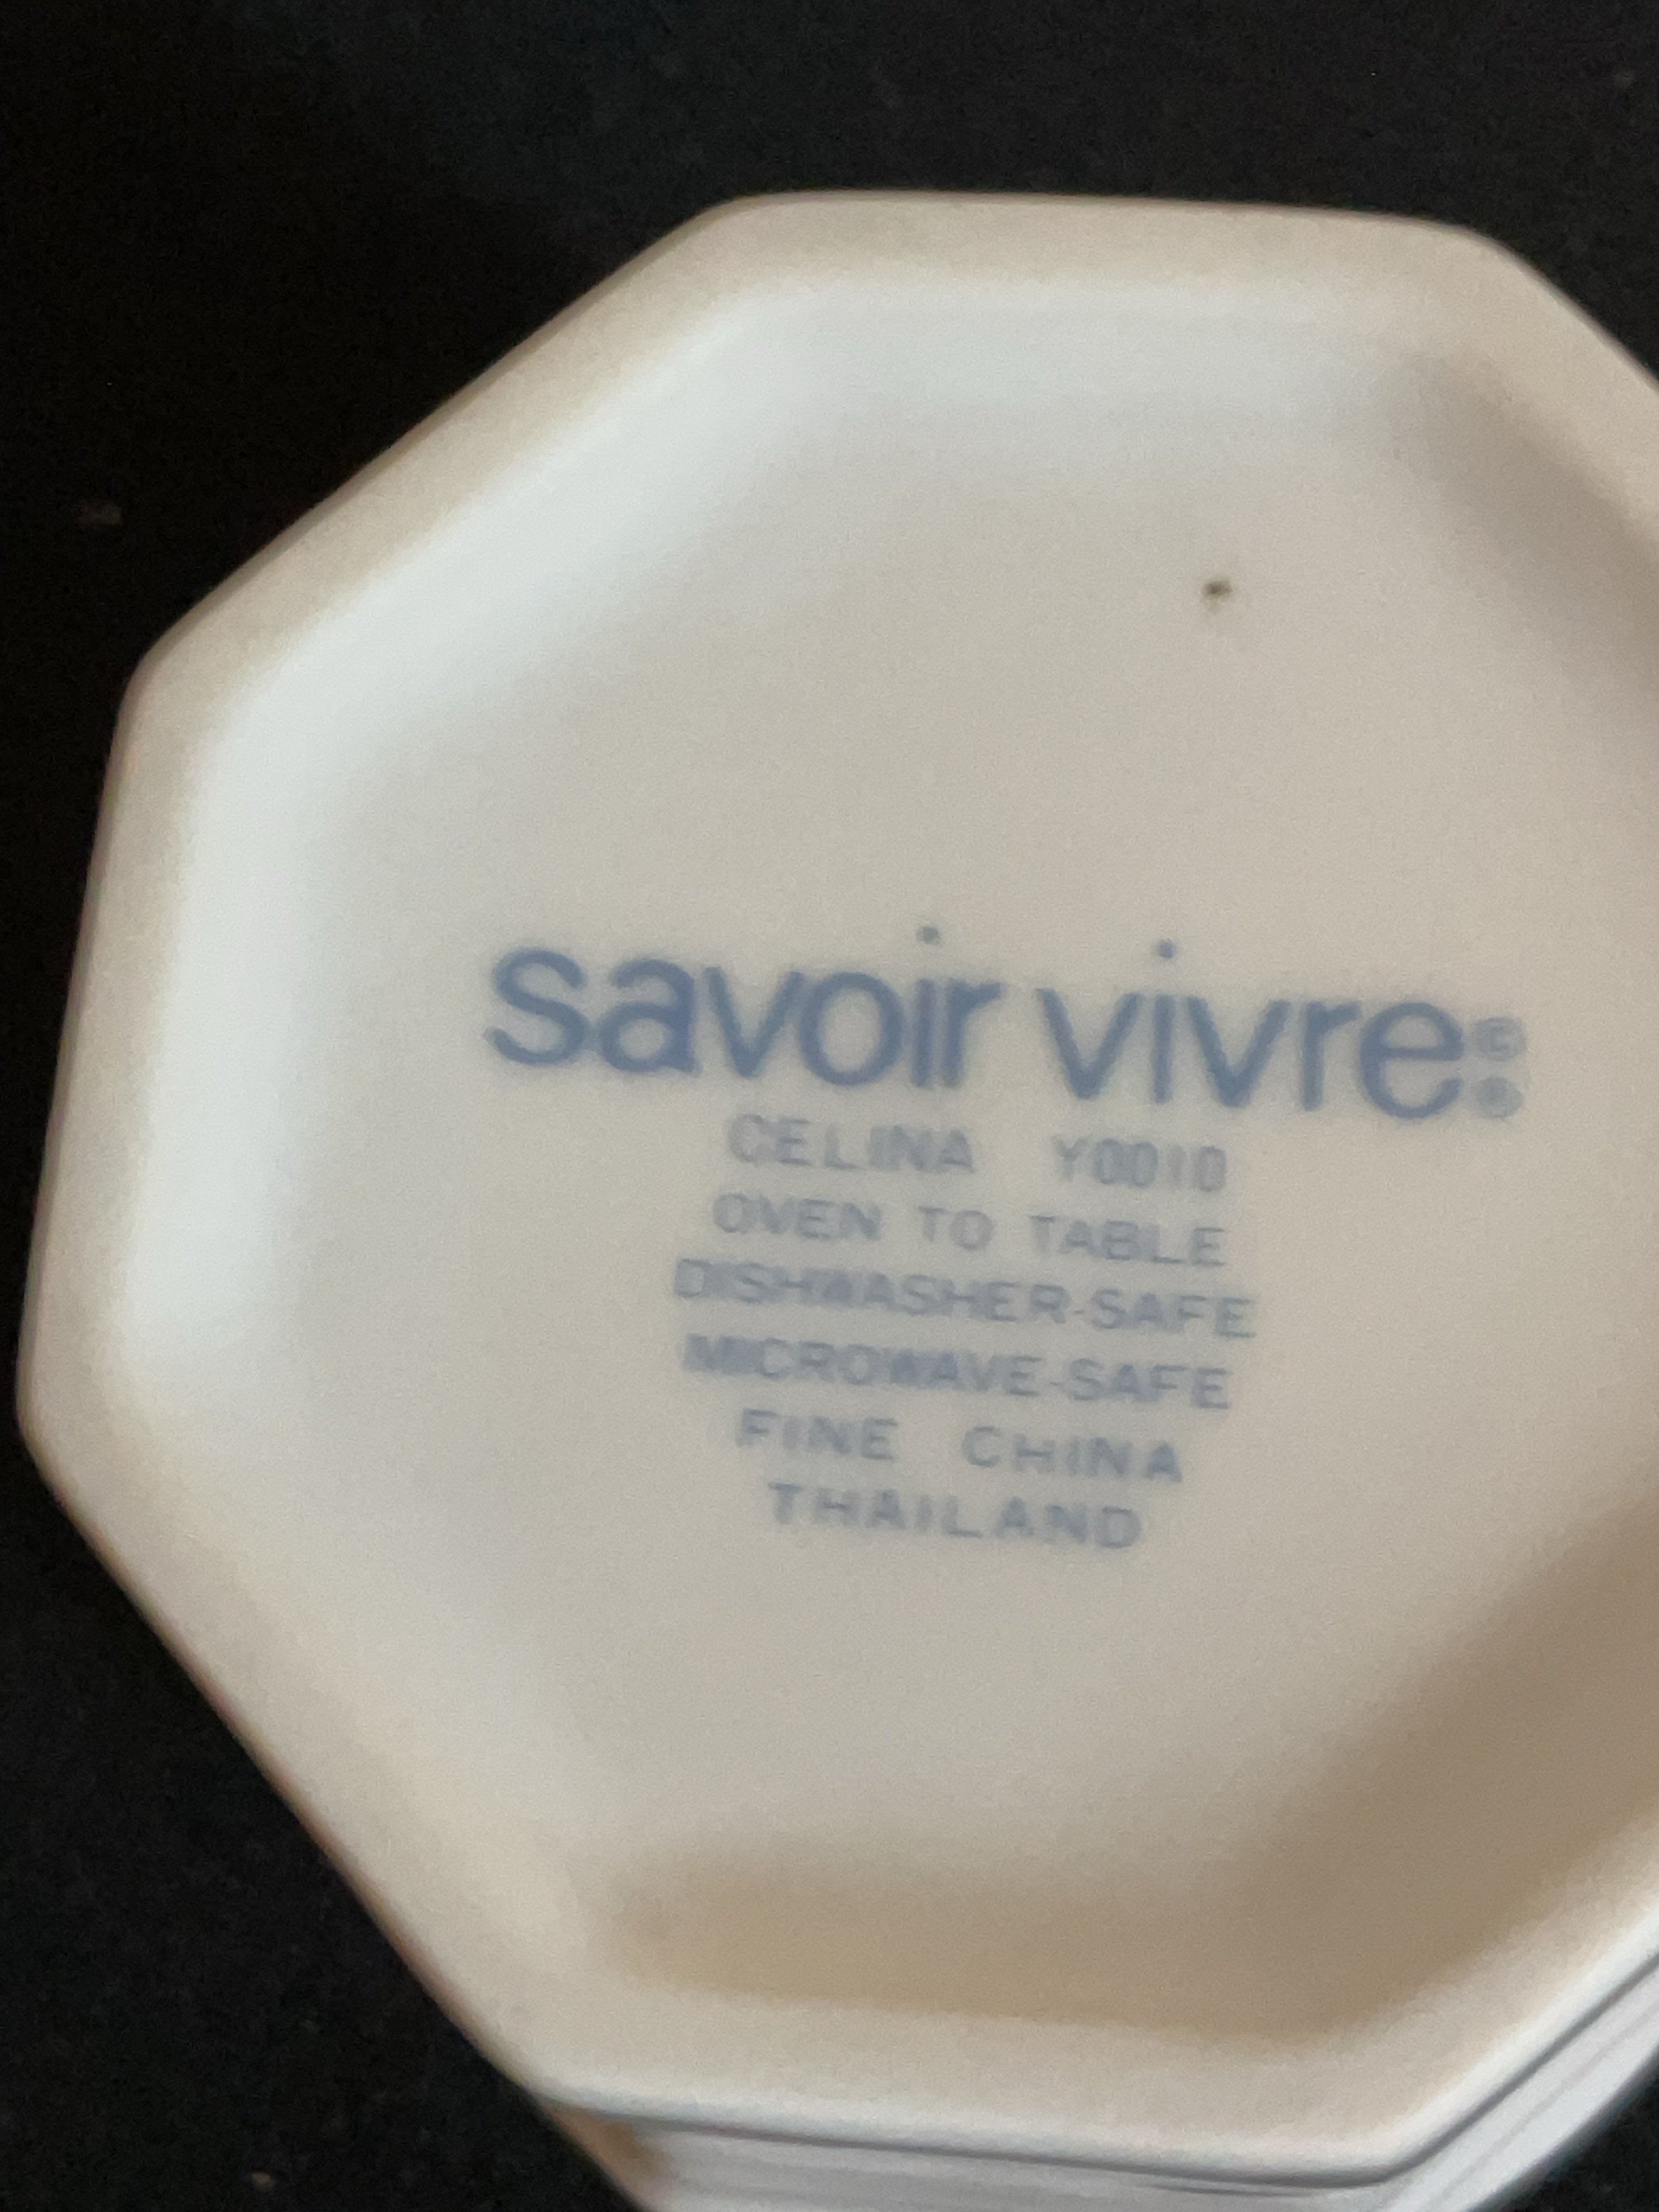 savoir vivre©®
CELINA Y0010
OVEN TO TABLE
DISHWASHER-SAFE
MICROWAVE-SAFE
FINE CHINA
THAILAND